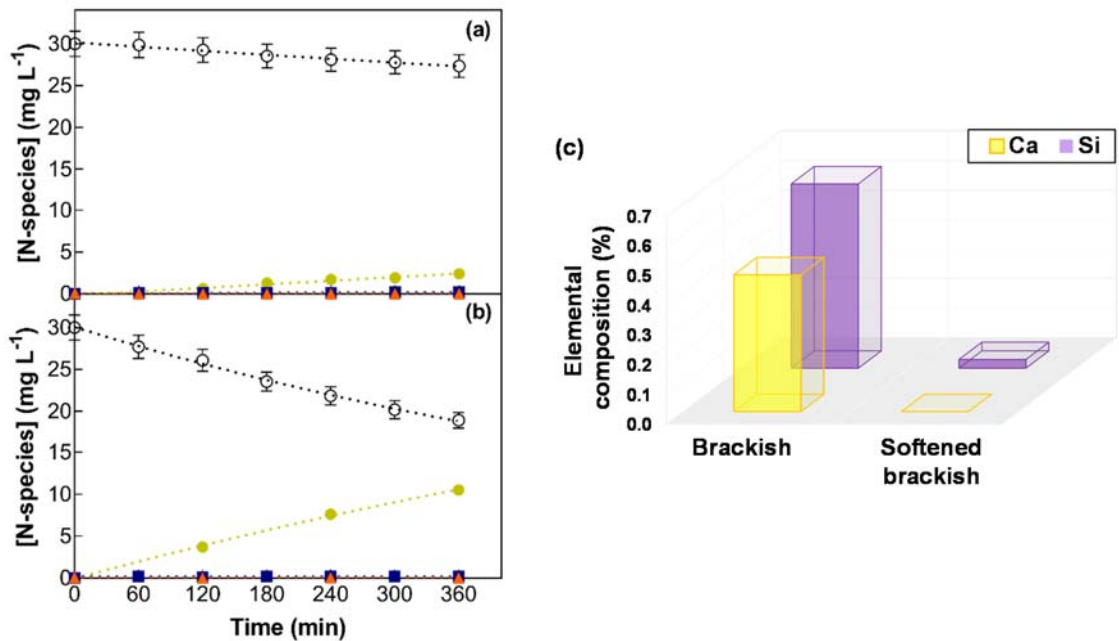 (a)
[N-species] (mg L⁻¹)
30
25
20
15
10
5
0
(b)
[N-species] (mg L⁻¹)
30
25
20
15
10
5
0
0 60 120 180 240 300 360
Time (min)
(c)
Ca Si
Elemental
composition (%)
0.7
0.6
0.5
0.4
0.3
0.2
0.1
0.0
Brackish
Softened
brackish